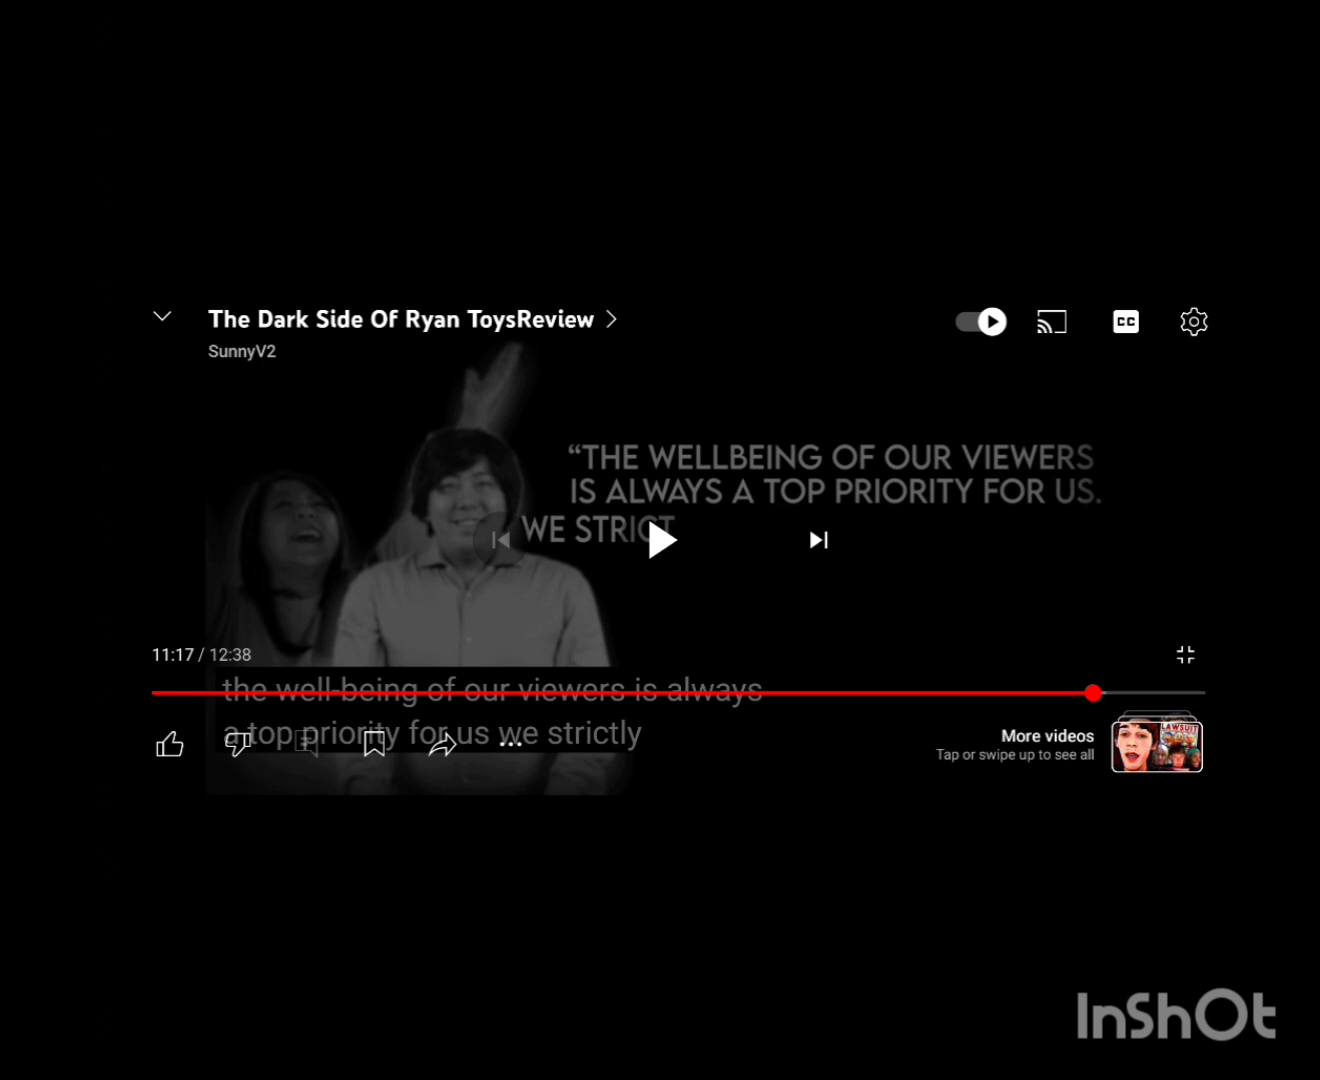 The Dark Side Of Ryan ToysReview
SunnyV2
CC
“THE WELLBEING OF OUR VIEWERS
IS ALWAYS A TOP PRIORITY FOR US.
WE STRICT
11:17 / 12:38
the well-being of our viewers is always
a top priority for us we strictly
More videos
Tap or swipe up to see all
LAWSUIT
InShOt